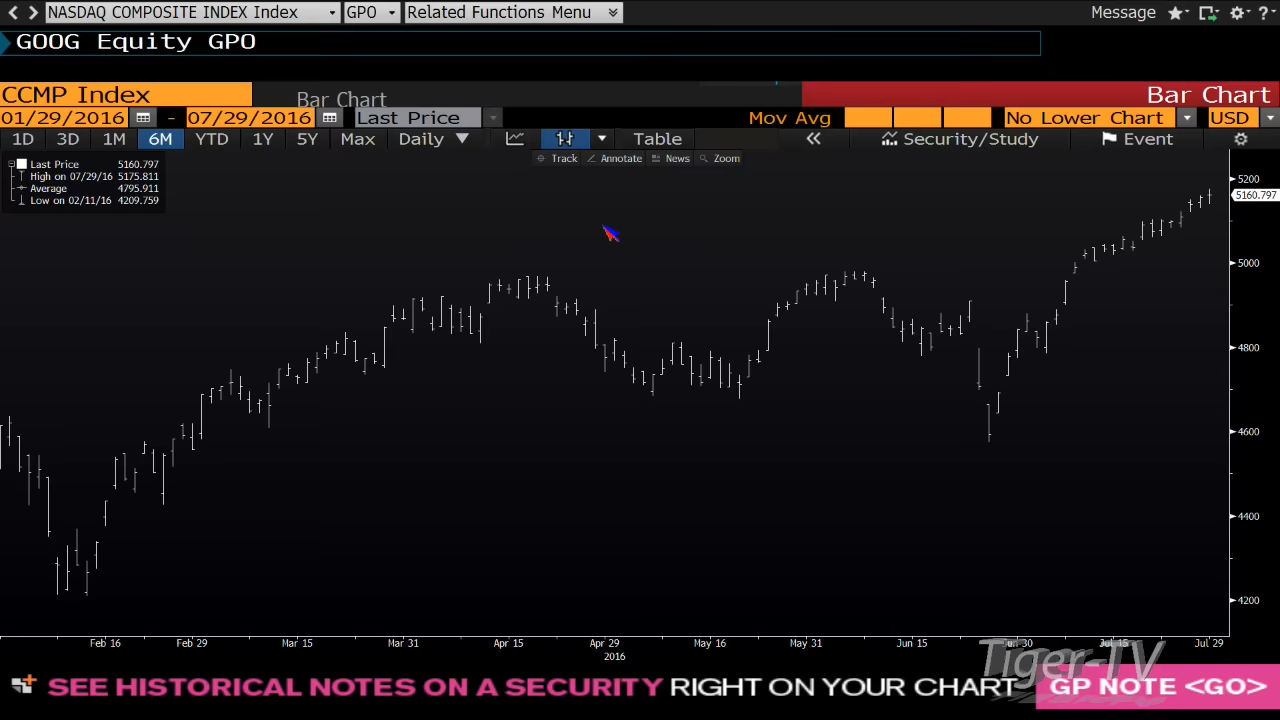 NASDAQ COMPOSITE INDEX Index GPO Related Functions Menu Message
GOOG Equity GPO
CCMP Index Bar Chart Bar Chart
01/29/2016 - 07/29/2016 Last Price Mov Avg No Lower Chart USD
1D 3D 1M 6M YTD 1Y 5Y Max Daily Table Security/Study Event
Track Annotate News Zoom
Last Price 5160.797
High on 07/29/16 5175.811
Average 4795.911
Low on 02/11/16 4209.759
5200
5160.797
5000
4800
4600
4400
4200
Feb 16 Feb 29 Mar 15 Mar 31 Apr 15 Apr 29 May 16 May 31 Jun 15 Jun 30 Jul 15 Jul 29
2016
Tiger-TV
SEE HISTORICAL NOTES ON A SECURITY RIGHT ON YOUR CHART GP NOTE <GO>